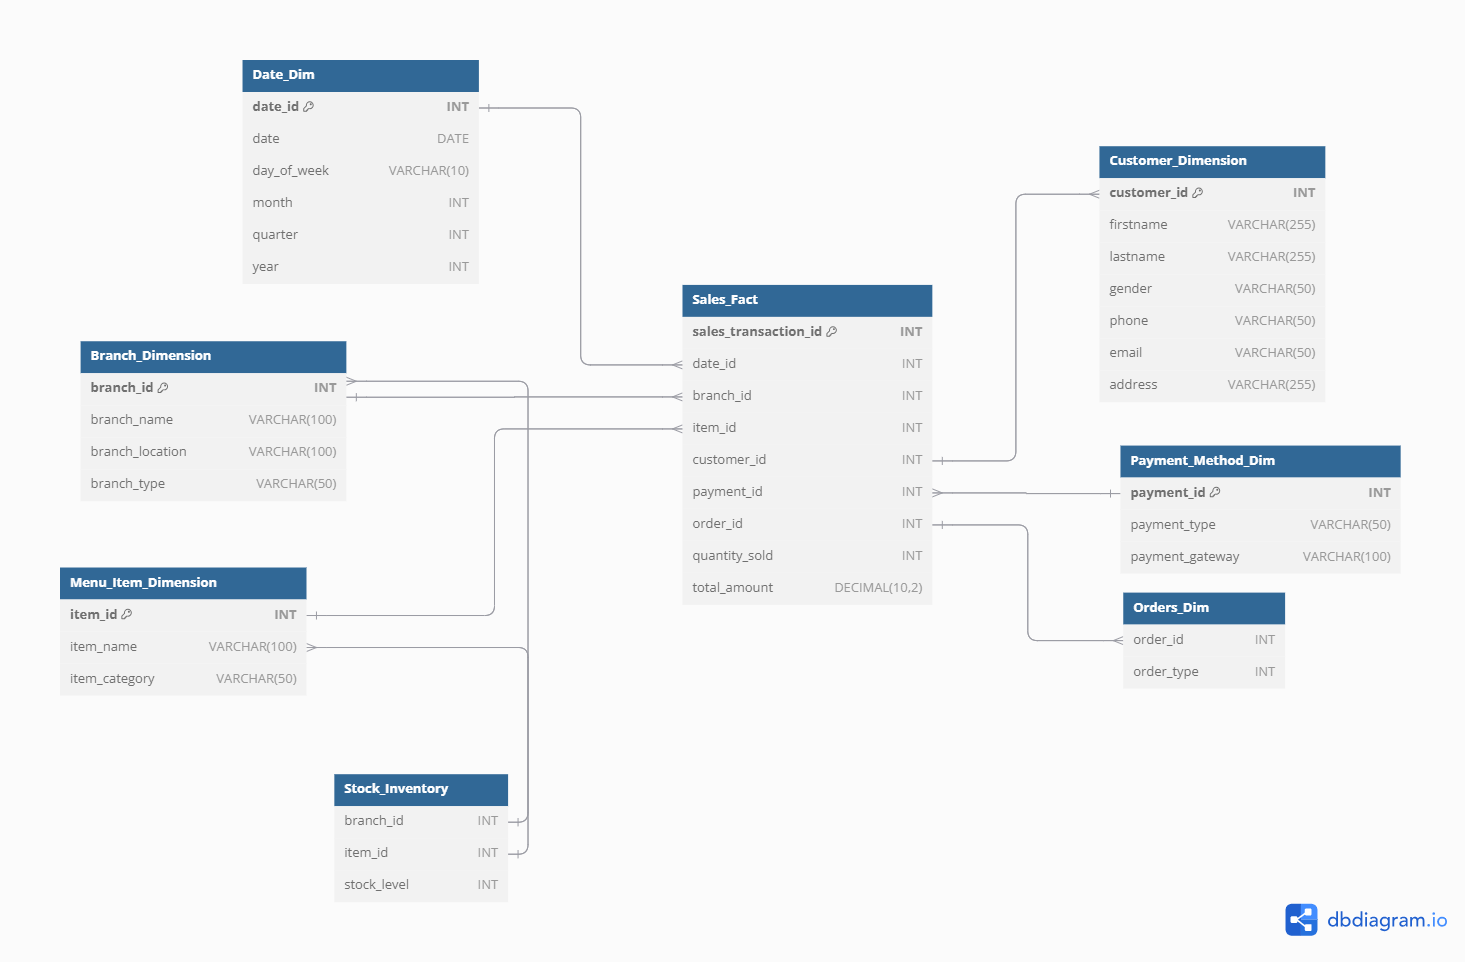 Date_Dim
date_id INT
date DATE
day_of_week VARCHAR(10)
month INT
quarter INT
year INT
Branch_Dimension
branch_id INT
branch_name VARCHAR(100)
branch_location VARCHAR(100)
branch_type VARCHAR(50)
Menu_Item_Dimension
item_id INT
item_name VARCHAR(100)
item_category VARCHAR(50)
Stock_Inventory
branch_id INT
item_id INT
stock_level INT
Sales_Fact
sales_transaction_id INT
date_id INT
branch_id INT
item_id INT
customer_id INT
payment_id INT
order_id INT
quantity_sold INT
total_amount DECIMAL(10,2)
Customer_Dimension
customer_id INT
firstname VARCHAR(255)
lastname VARCHAR(255)
gender VARCHAR(50)
phone VARCHAR(50)
email VARCHAR(50)
address VARCHAR(255)
Payment_Method_Dim
payment_id INT
payment_type VARCHAR(50)
payment_gateway VARCHAR(100)
Orders_Dim
order_id INT
order_type INT
dbdiagram.io